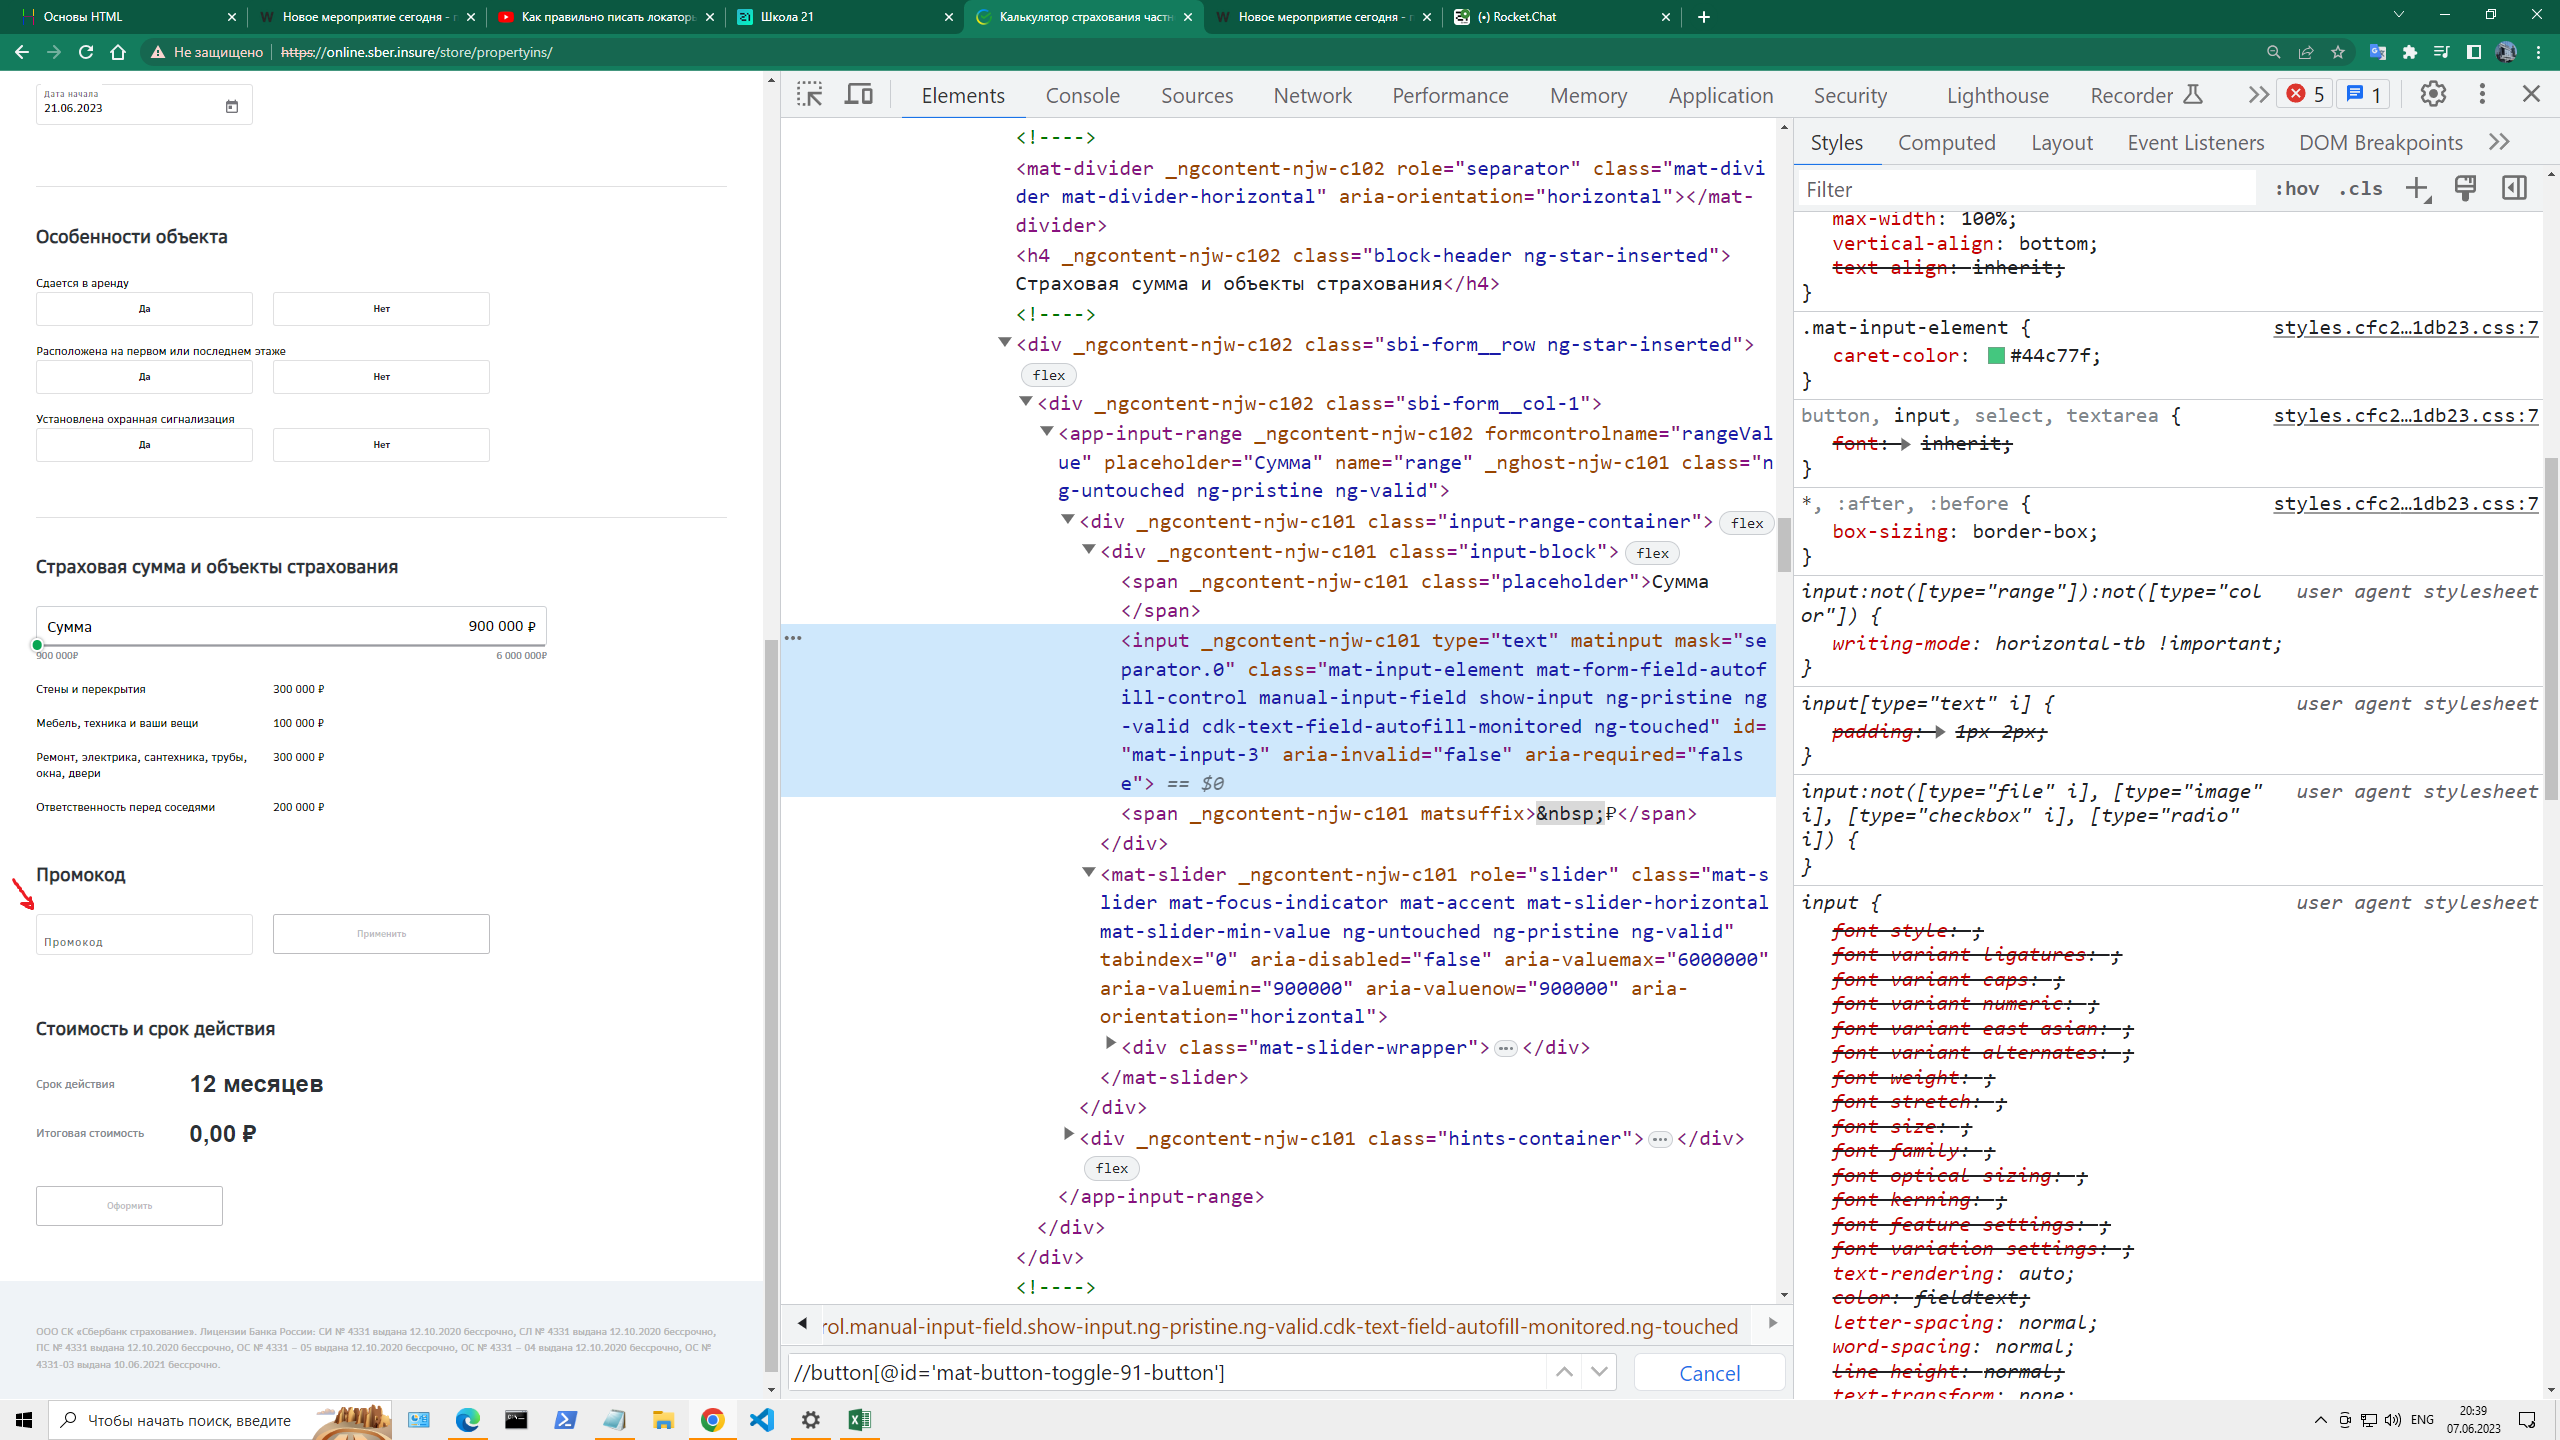 Основы HTML
Новое мероприятие сегодня - п
Как правильно писать локаторы
Школа 21
Калькулятор страхования частн
Новое мероприятие сегодня - п
(•) Rocket.Chat
Не защищено
https://online.sber.insure/store/propertyins/
Дата начала
21.06.2023
Особенности объекта
Сдается в аренду
Да Нет
Расположена на первом или последнем этаже
Да Нет
Установлена охранная сигнализация
Да Нет
Страховая сумма и объекты страхования
Сумма 900 000 ₽
900 000₽ 6 000 000₽
Стены и перекрытия 300 000 ₽
Мебель, техника и ваши вещи 100 000 ₽
Ремонт, электрика, сантехника, трубы, 300 000 ₽
окна, двери
Ответственность перед соседями 200 000 ₽
Промокод
Промокод Применить
Стоимость и срок действия
Срок действия 12 месяцев
Итоговая стоимость 0,00 ₽
Оформить
ООО СК «Сбербанк страхование». Лицензии Банка России: СИ № 4331 выдана 12.10.2020 бессрочно, СЛ № 4331 выдана 12.10.2020 бессрочно,
ПС № 4331 выдана 12.10.2020 бессрочно, ОС № 4331 – 05 выдана 12.10.2020 бессрочно, ОС № 4331 – 04 выдана 12.10.2020 бессрочно, ОС №
4331-03 выдана 10.06.2021 бессрочно.
Elements Console Sources Network Performance Memory Application Security Lighthouse Recorder 5 1
<!---->
<mat-divider _ngcontent-njw-c102 role="separator" class="mat-divi
der mat-divider-horizontal" aria-orientation="horizontal"></mat-
divider>
<h4 _ngcontent-njw-c102 class="block-header ng-star-inserted">
Страховая сумма и объекты страхования</h4>
<!---->
<div _ngcontent-njw-c102 class="sbi-form__row ng-star-inserted">
flex
<div _ngcontent-njw-c102 class="sbi-form__col-1">
<app-input-range _ngcontent-njw-c102 formcontrolname="rangeVal
ue" placeholder="Сумма" name="range" _nghost-njw-c101 class="n
g-untouched ng-pristine ng-valid">
<div _ngcontent-njw-c101 class="input-range-container"> flex
<div _ngcontent-njw-c101 class="input-block"> flex
<span _ngcontent-njw-c101 class="placeholder">Сумма
</span>
<input _ngcontent-njw-c101 type="text" matinput mask="se
parator.0" class="mat-input-element mat-form-field-autof
ill-control manual-input-field show-input ng-pristine ng
-valid cdk-text-field-autofill-monitored ng-touched" id=
"mat-input-3" aria-invalid="false" aria-required="fals
e"> == $0
<span _ngcontent-njw-c101 matsuffix>&nbsp;₽</span>
</div>
<mat-slider _ngcontent-njw-c101 role="slider" class="mat-s
lider mat-focus-indicator mat-accent mat-slider-horizontal
mat-slider-min-value ng-untouched ng-pristine ng-valid"
tabindex="0" aria-disabled="false" aria-valuemax="6000000"
aria-valuemin="900000" aria-valuenow="900000" aria-
orientation="horizontal">
<div class="mat-slider-wrapper">…</div>
</mat-slider>
</div>
<div _ngcontent-njw-c101 class="hints-container">…</div>
flex
</app-input-range>
</div>
</div>
<!---->
rol.manual-input-field.show-input.ng-pristine.ng-valid.cdk-text-field-autofill-monitored.ng-touched
//button[@id='mat-button-toggle-91-button'] Cancel
Styles Computed Layout Event Listeners DOM Breakpoints
Filter :hov .cls
max-width: 100%;
vertical-align: bottom;
text-align: inherit;
}
.mat-input-element { styles.cfc2…1db23.css:7
caret-color: #44c77f;
}
button, input, select, textarea { styles.cfc2…1db23.css:7
font: inherit;
}
*, :after, :before { styles.cfc2…1db23.css:7
box-sizing: border-box;
}
input:not([type="range"]):not([type="col user agent stylesheet
or"]) {
writing-mode: horizontal-tb !important;
}
input[type="text" i] { user agent stylesheet
padding: 1px 2px;
}
input:not([type="file" i], [type="image" user agent stylesheet
i], [type="checkbox" i], [type="radio"
i]) {
}
input { user agent stylesheet
font-style: ;
font-variant-ligatures: ;
font-variant-caps: ;
font-variant-numeric: ;
font-variant-east-asian: ;
font-variant-alternates: ;
font-weight: ;
font-stretch: ;
font-size: ;
font-family: ;
font-optical-sizing: ;
font-kerning: ;
font-feature-settings: ;
font-variation-settings: ;
text-rendering: auto;
color: fieldtext;
letter-spacing: normal;
word-spacing: normal;
line-height: normal;
text-transform: none;
Чтобы начать поиск, введите
ENG
20:39
07.06.2023